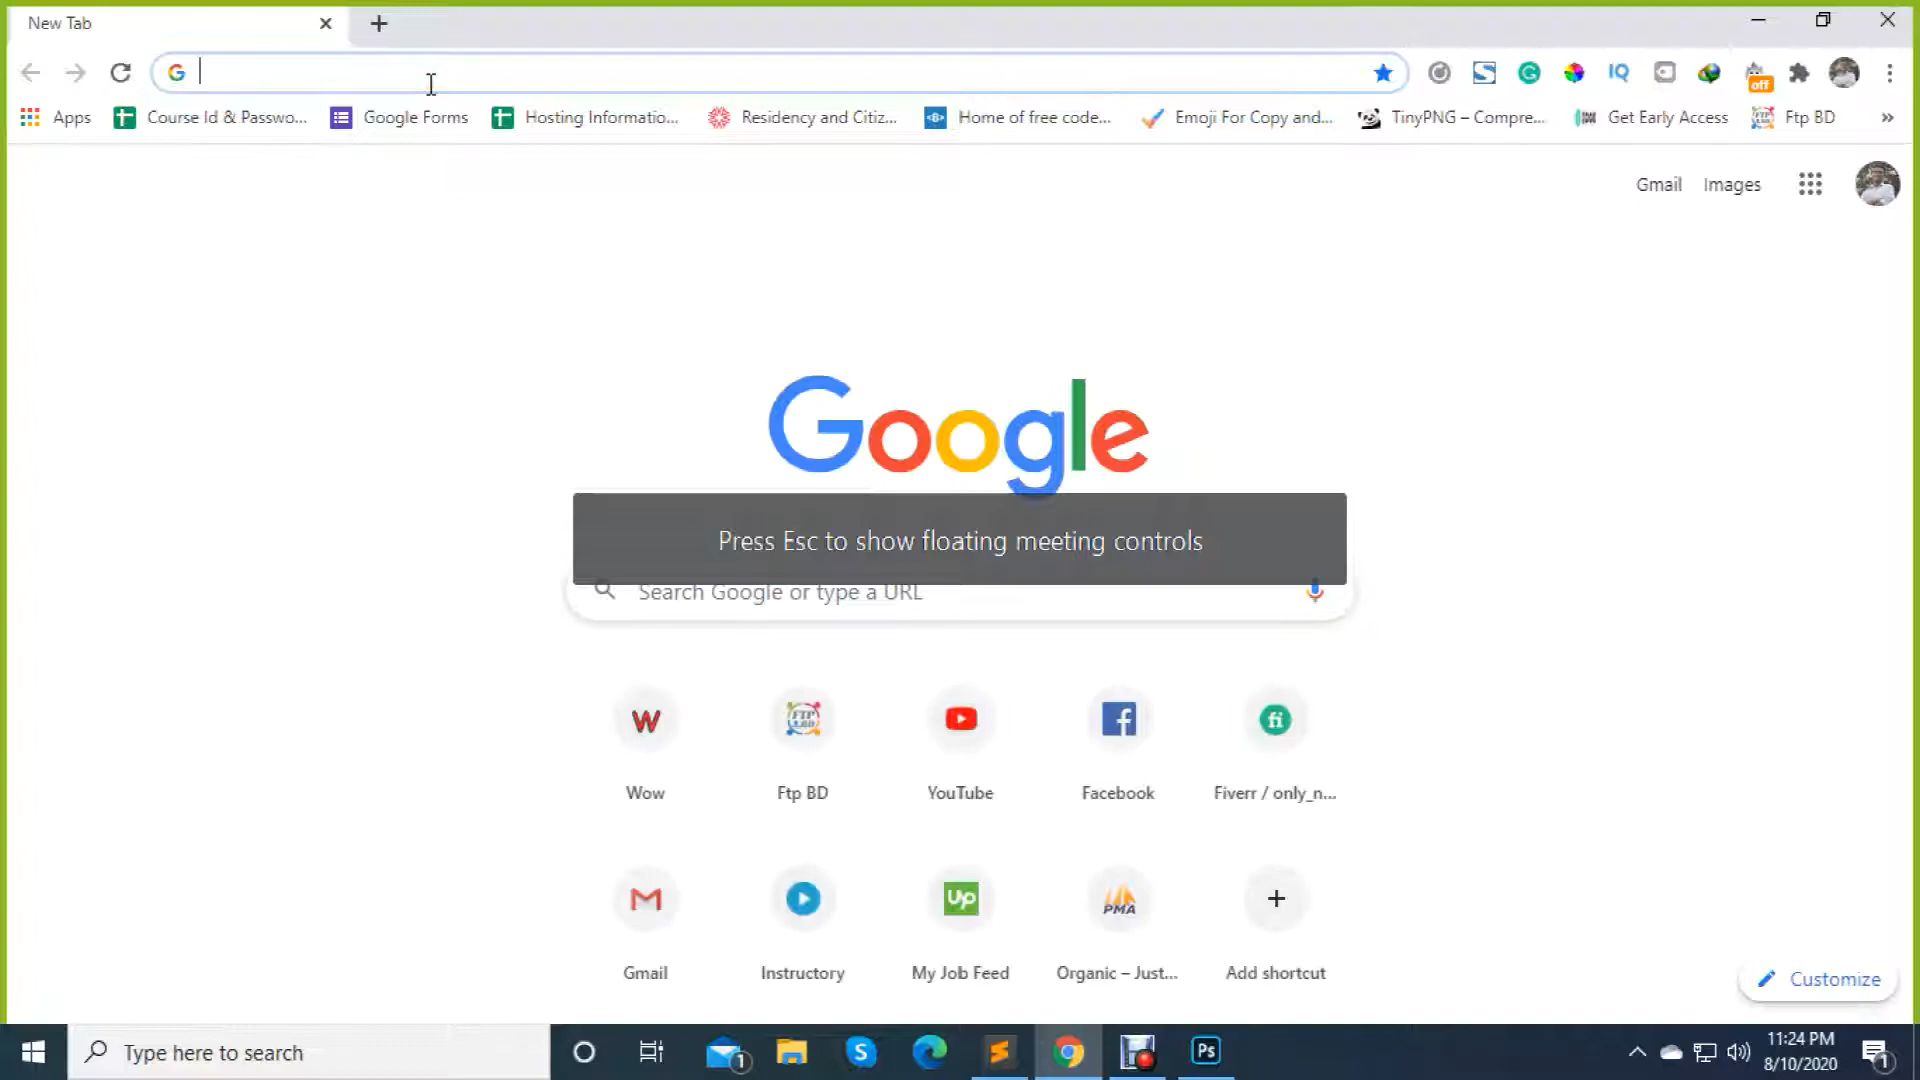 New Tab
Apps
Course Id & Passwo...
Google Forms
Hosting Informatio...
Residency and Citiz...
Home of free code...
Emoji For Copy and...
TinyPNG – Compre...
Get Early Access
Ftp BD
»
Gmail
Images
Google
Press Esc to show floating meeting controls
Search Google or type a URL
Wow
Ftp BD
YouTube
Facebook
Fiverr / only_n...
Gmail
Instructory
My Job Feed
Organic – Just...
Add shortcut
Customize
Type here to search
11:24 PM
8/10/2020